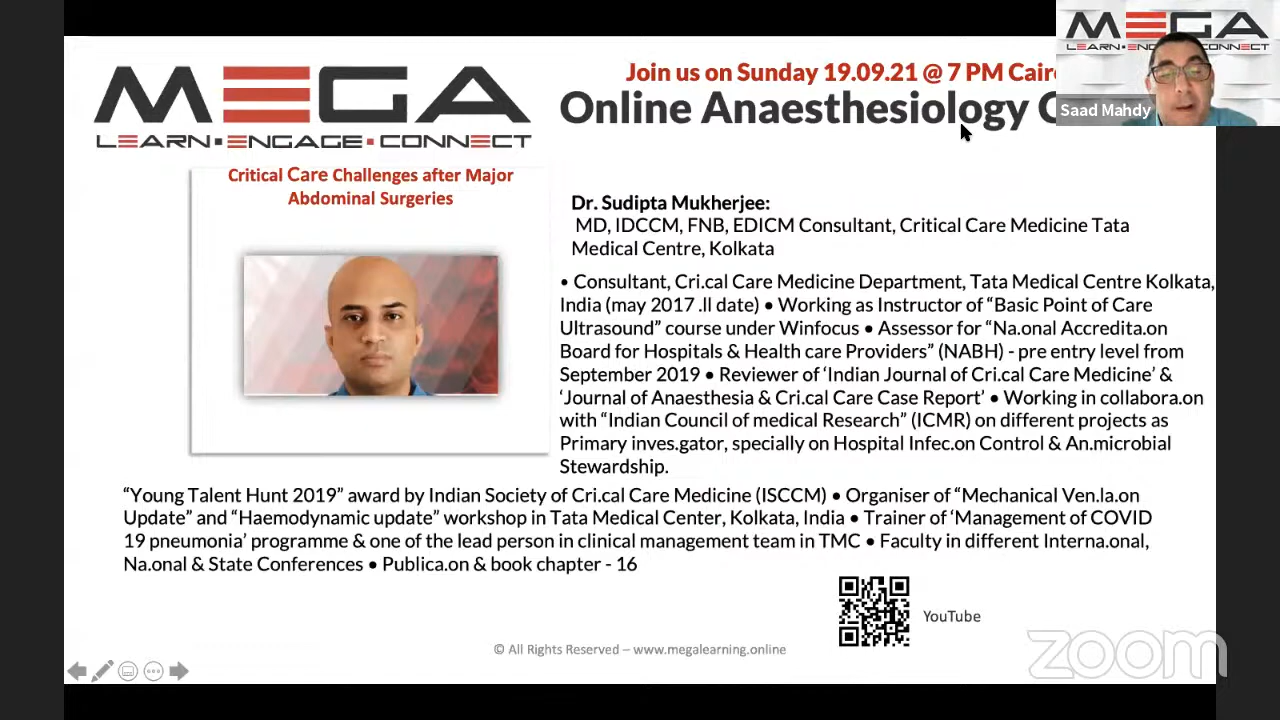 MEGA
LEARN•ENGAGE•CONNECT
Join us on Sunday 19.09.21 @ 7 PM
Online Anaesthesiology
MEGA
LEARN•ENGAGE•CONNECT
Saad Mahdy
Critical Care Challenges after Major
Abdominal Surgeries
Dr. Sudipta Mukherjee:
MD, IDCCM, FNB, EDICM Consultant, Critical Care Medicine Tata
Medical Centre, Kolkata
• Consultant, Cri.cal Care Medicine Department, Tata Medical Centre Kolkata,
India (may 2017 .ll date) • Working as Instructor of “Basic Point of Care
Ultrasound” course under Winfocus • Assessor for “Na.onal Accredita.on
Board for Hospitals & Health care Providers” (NABH) - pre entry level from
September 2019 • Reviewer of ‘Indian Journal of Cri.cal Care Medicine’ &
‘Journal of Anaesthesia & Cri.cal Care Case Report’ • Working in collabora.on
with “Indian Council of medical Research” (ICMR) on different projects as
Primary inves.gator, specially on Hospital Infec.on Control & An.microbial
Stewardship.
“Young Talent Hunt 2019” award by Indian Society of Cri.cal Care Medicine (ISCCM) • Organiser of “Mechanical Ven.la.on
Update” and “Haemodynamic update” workshop in Tata Medical Center, Kolkata, India • Trainer of ‘Management of COVID
19 pneumonia’ programme & one of the lead person in clinical management team in TMC • Faculty in different Interna.onal,
Na.onal & State Conferences • Publica.on & book chapter - 16
YouTube
© All Rights Reserved – www.megalearning.online
zoom